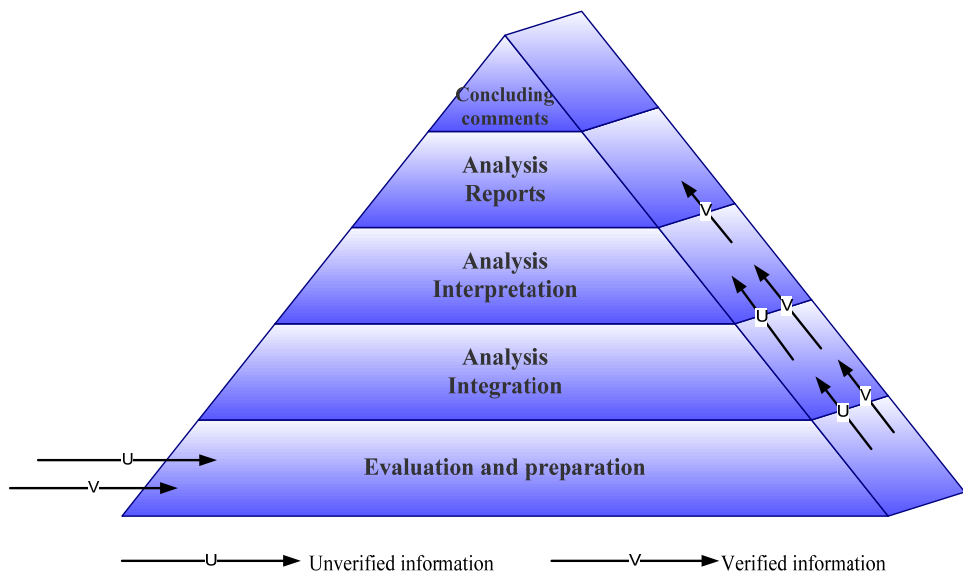 Concluding
comments
Analysis
Reports
V
Analysis
Interpretation
V
U
Analysis
Integration
V
U
U
Evaluation and preparation
V
U Unverified information V Verified information